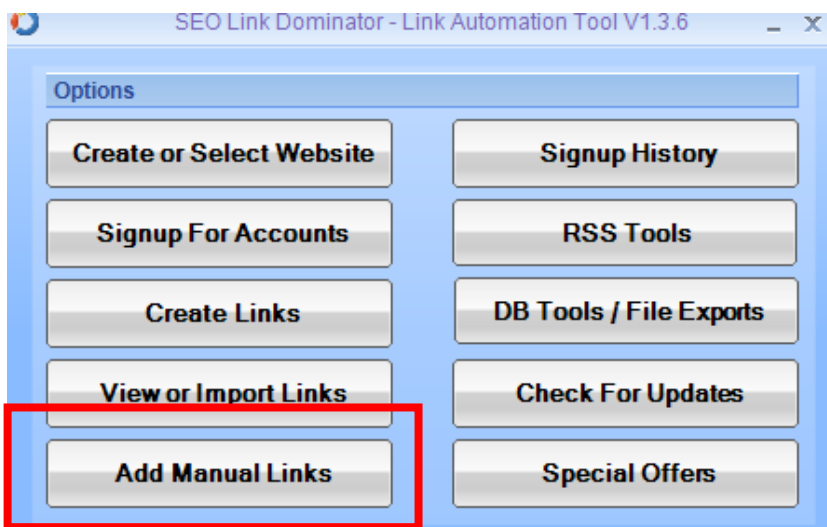 SEO Link Dominator - Link Automation Tool V1.3.6
Options
Create or Select Website
Signup History
Signup For Accounts
RSS Tools
Create Links
DB Tools / File Exports
View or Import Links
Check For Updates
Add Manual Links
Special Offers